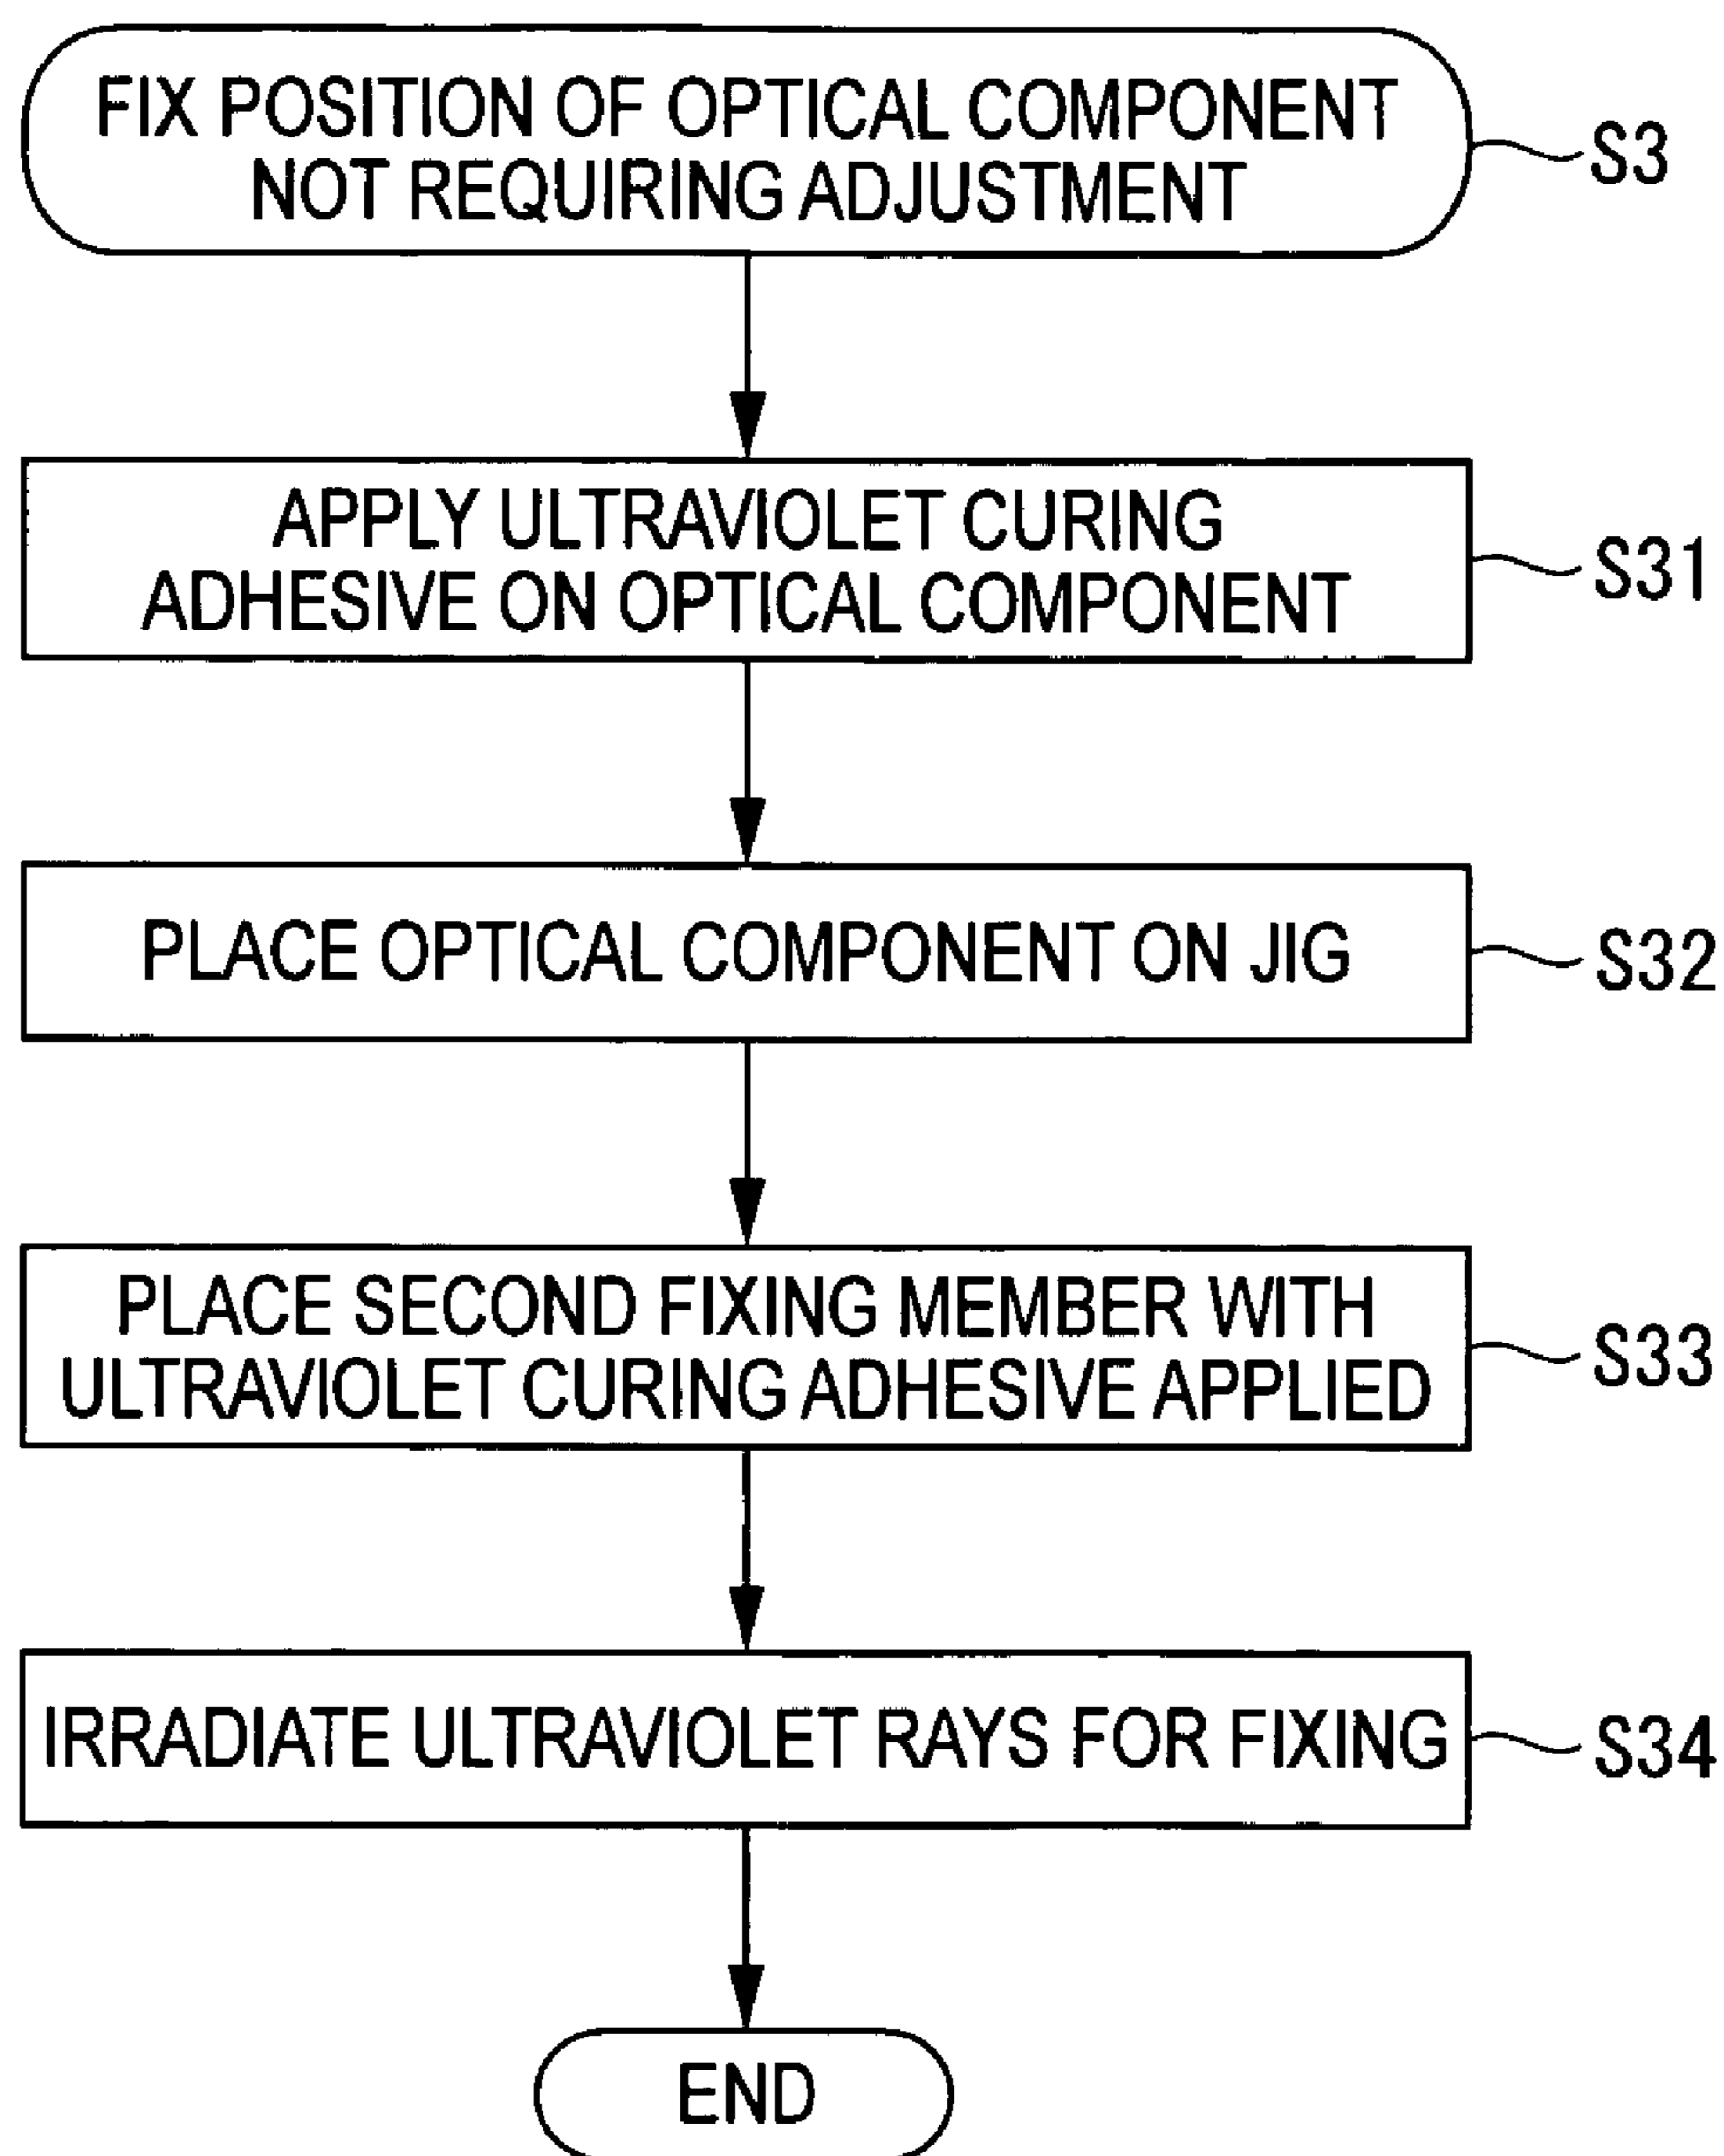 FIX POSITION OF OPTICAL COMPONENT
NOT REQUIRING ADJUSTMENT
S3
APPLY ULTRAVIOLET CURING
ADHESIVE ON OPTICAL COMPONENT
S31
PLACE OPTICAL COMPONENT ON JIG
S32
PLACE SECOND FIXING MEMBER WITH
ULTRAVIOLET CURING ADHESIVE APPLIED
S33
IRRADIATE ULTRAVIOLET RAYS FOR FIXING
S34
END